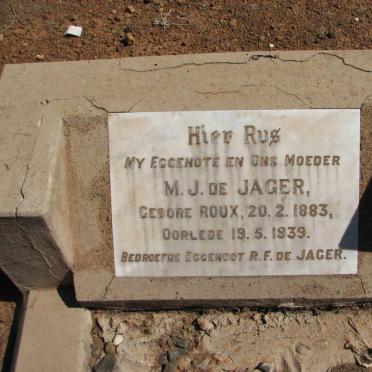 Hier Rus
My Eggenote en Ons Moeder
M.J. de JAGER,
Gebore ROUX, 20.2.1883,
Oorlede 19.5.1939.
Bedroefde Eggenoot R.F. de JAGER.